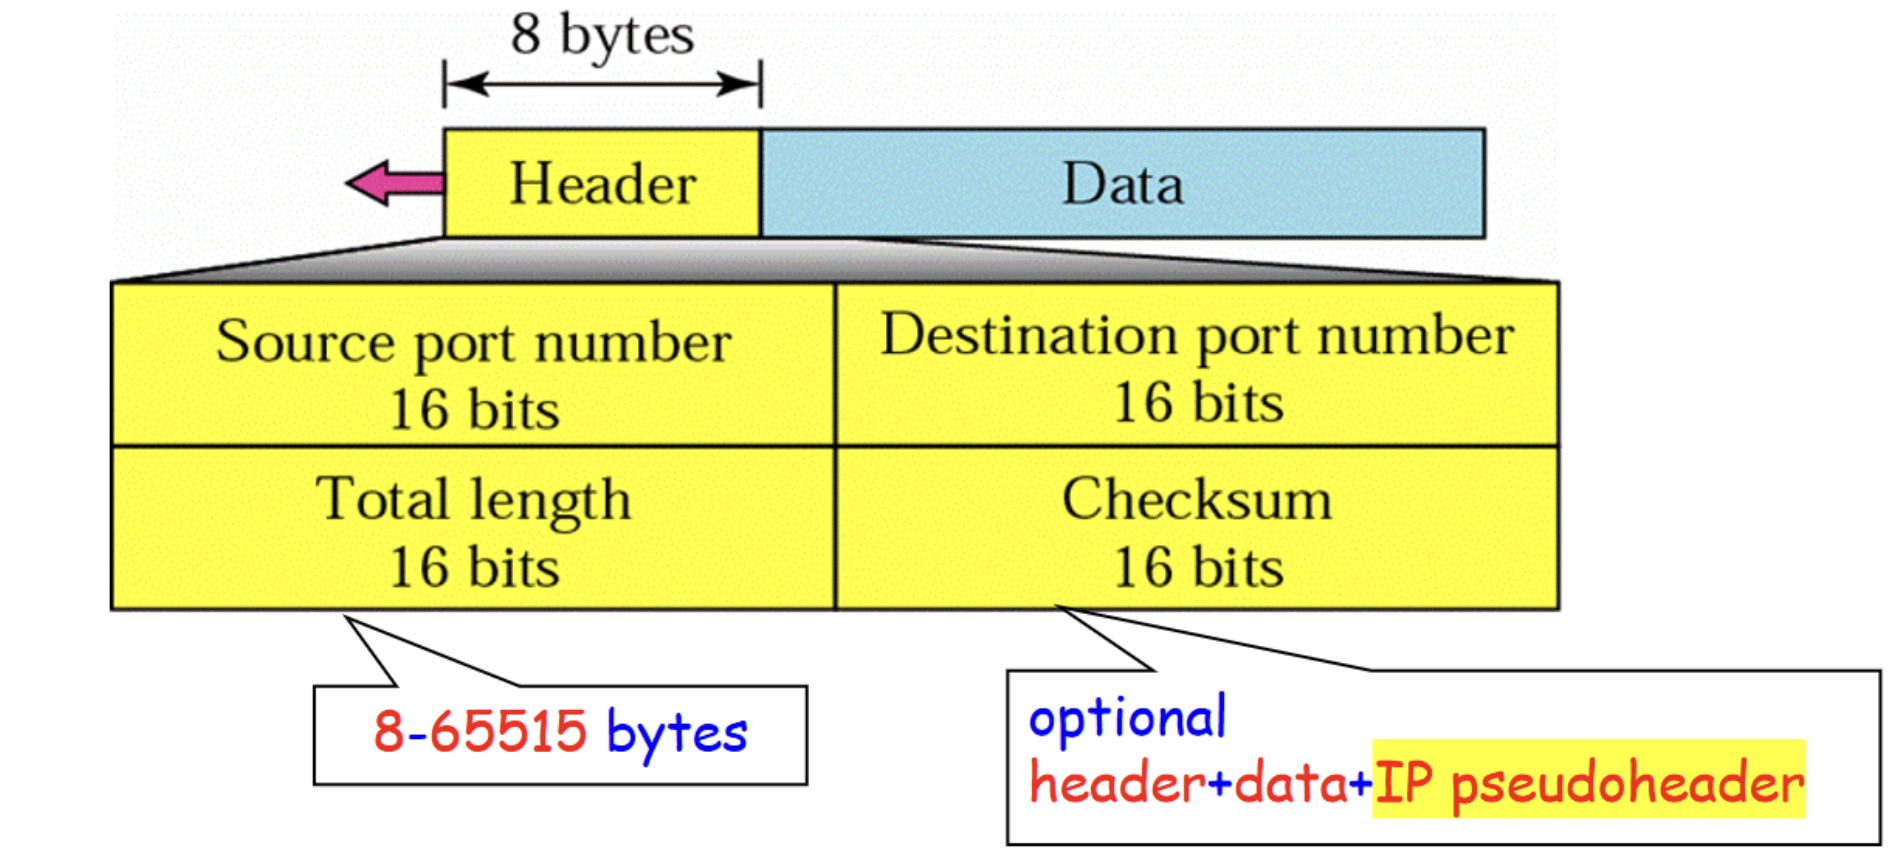 8 bytes
Header
Data
Source port number
16 bits
Destination port number
16 bits
Total length
16 bits
Checksum
16 bits
8-65515 bytes
optional
header+data+IP pseudoheader